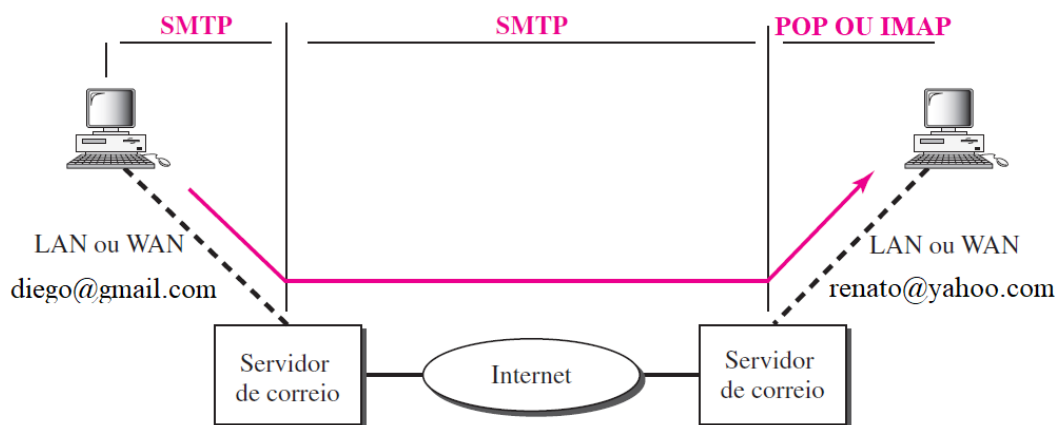 SMTP SMTP POP OU IMAP
LAN ou WAN LAN ou WAN
diego@gmail.com renato@yahoo.com
Servidor
de correio
Internet
Servidor
de correio